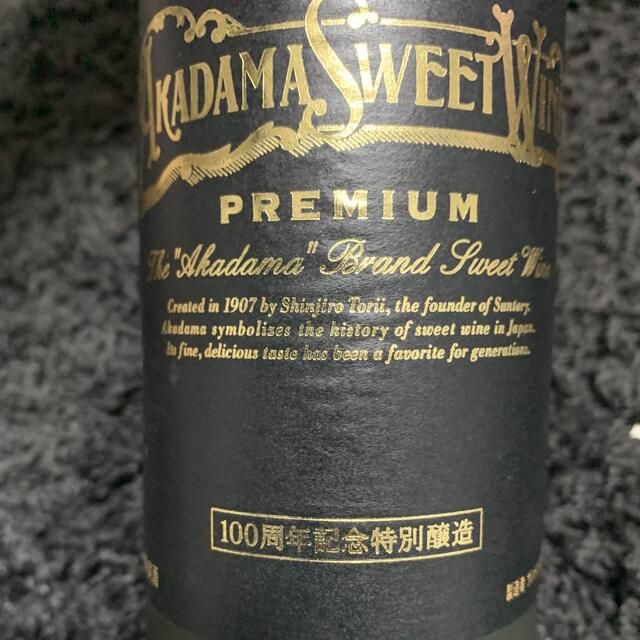 AKADAMA SWEET WIN
PREMIUM
The "Akadama" Brand Sweet Wine
Created in 1907 by Shinjiro Torii, the founder of Suntory.
Akadama symbolizes the history of sweet wine in Japan.
Its fine, delicious taste has been a favorite for generations.
100周年記念特別醸造